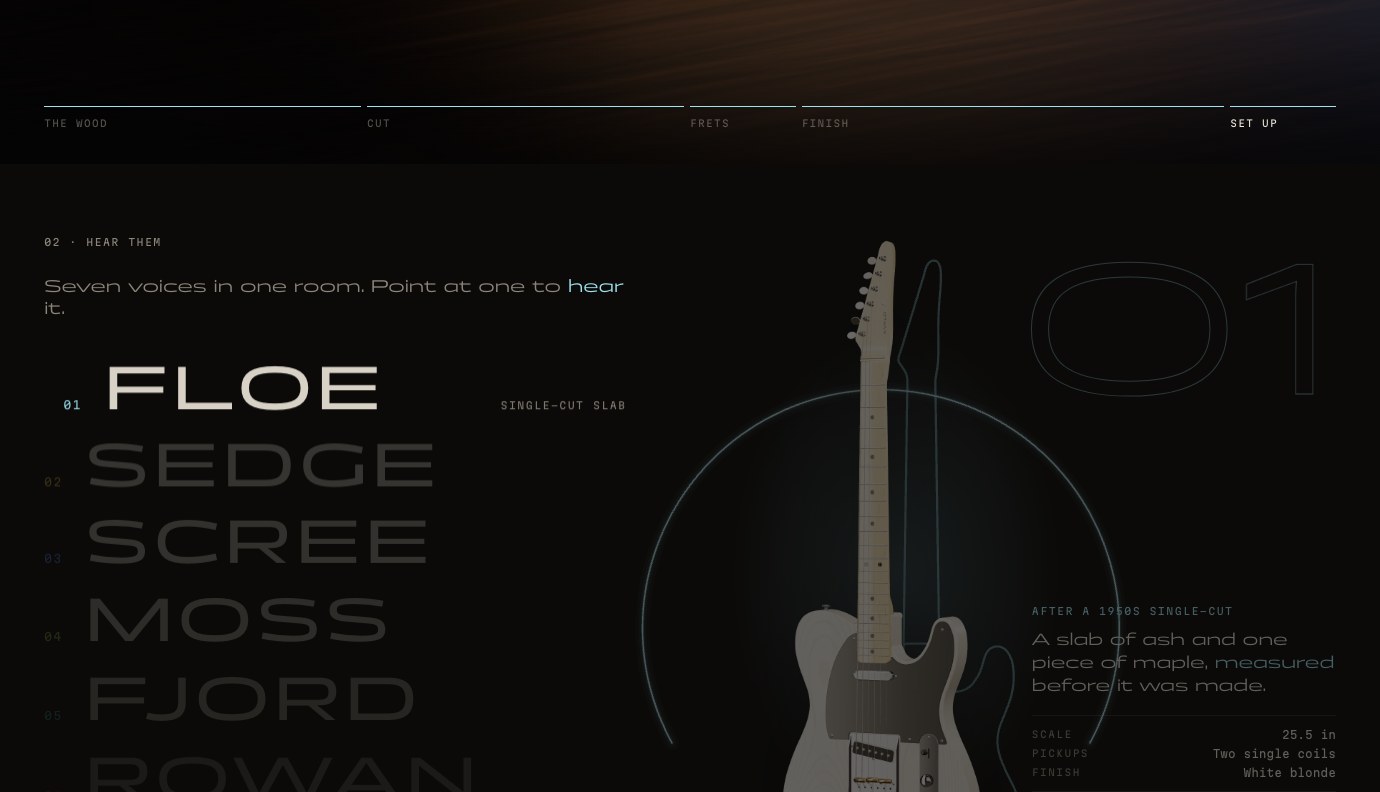 THE WOOD
CUT
FRETS
FINISH
SET UP
02 · HEAR THEM
Seven voices in one room. Point at one to hear
it.
01
01 FLOE SINGLE-CUT SLAB
02 SEDGE
03 SCREE
04 MOSS
05 FJORD
ROWAN
AFTER A 1950S SINGLE-CUT
A slab of ash and one
piece of maple, measured
before it was made.
SCALE 25.5 in
PICKUPS Two single coils
FINISH White blonde